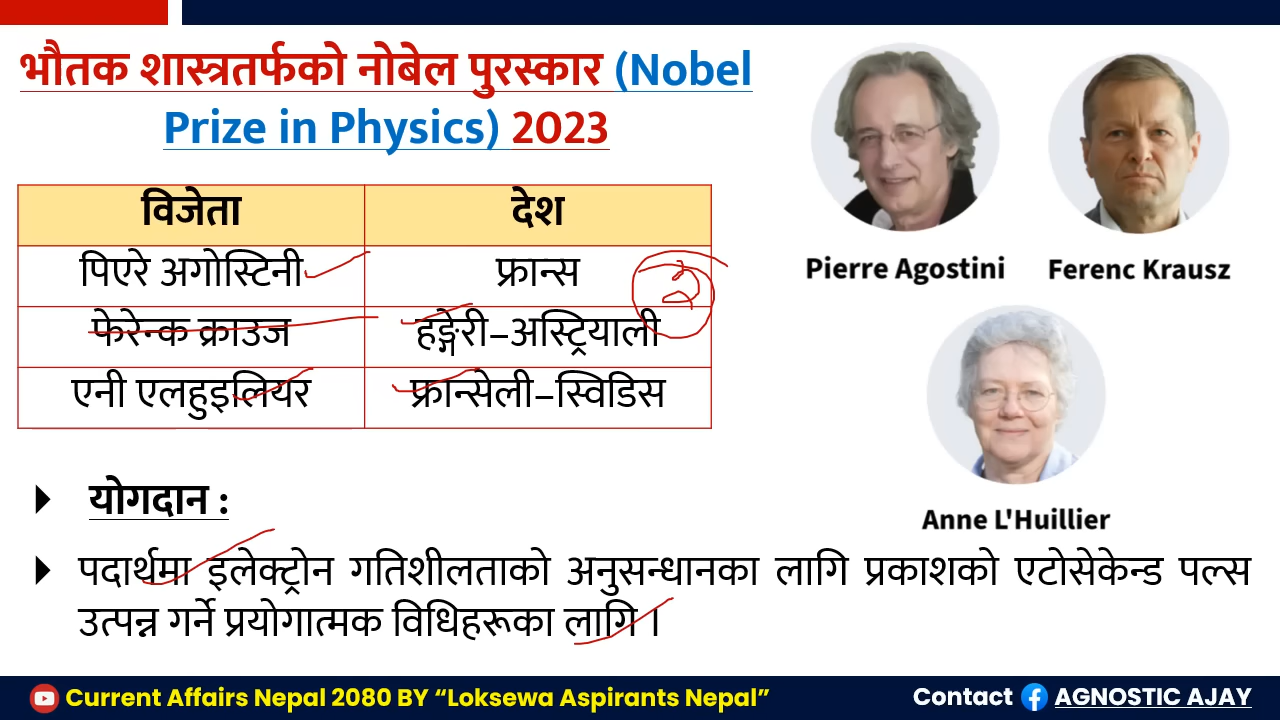 भौतक शास्त्रतर्फको नोबेल पुरस्कार (Nobel
Prize in Physics) 2023
विजेता देश
पिएरे अगोस्टिनी फ्रान्स
फेरेन्क क्राउज हङ्गेरी–अस्ट्रियाली
एनी एलहुइलियर फ्रान्सेली–स्विडिस
Pierre Agostini Ferenc Krausz
Anne L'Huillier
योगदान :
पदार्थमा इलेक्ट्रोन गतिशीलताको अनुसन्धानका लागि प्रकाशको एटोसेकेन्ड पल्स
उत्पन्न गर्ने प्रयोगात्मक विधिहरूका लागि ।
Current Affairs Nepal 2080 BY “Loksewa Aspirants Nepal”
Contact AGNOSTIC AJAY